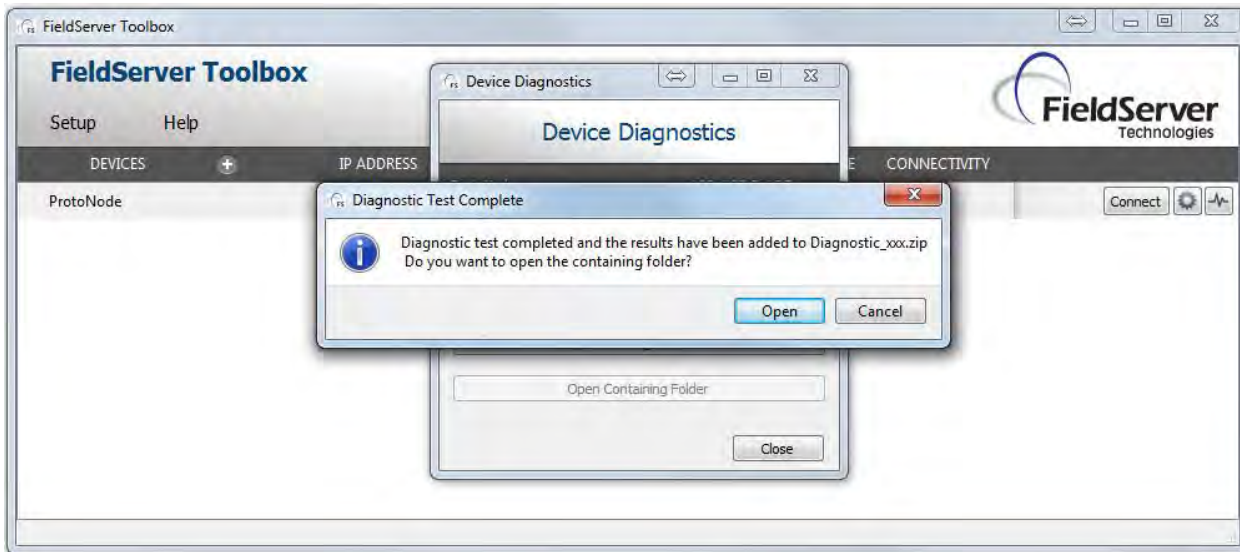 FieldServer Toolbox
FieldServer Toolbox
Setup Help
FieldServer
Technologies
DEVICES IP ADDRESS CONNECTIVITY
ProtoNode
Connect
Device Diagnostics
Device Diagnostics
Diagnostic Test Complete
Diagnostic test completed and the results have been added to Diagnostic_xxx.zip
Do you want to open the containing folder?
Open Cancel
Open Containing Folder
Close